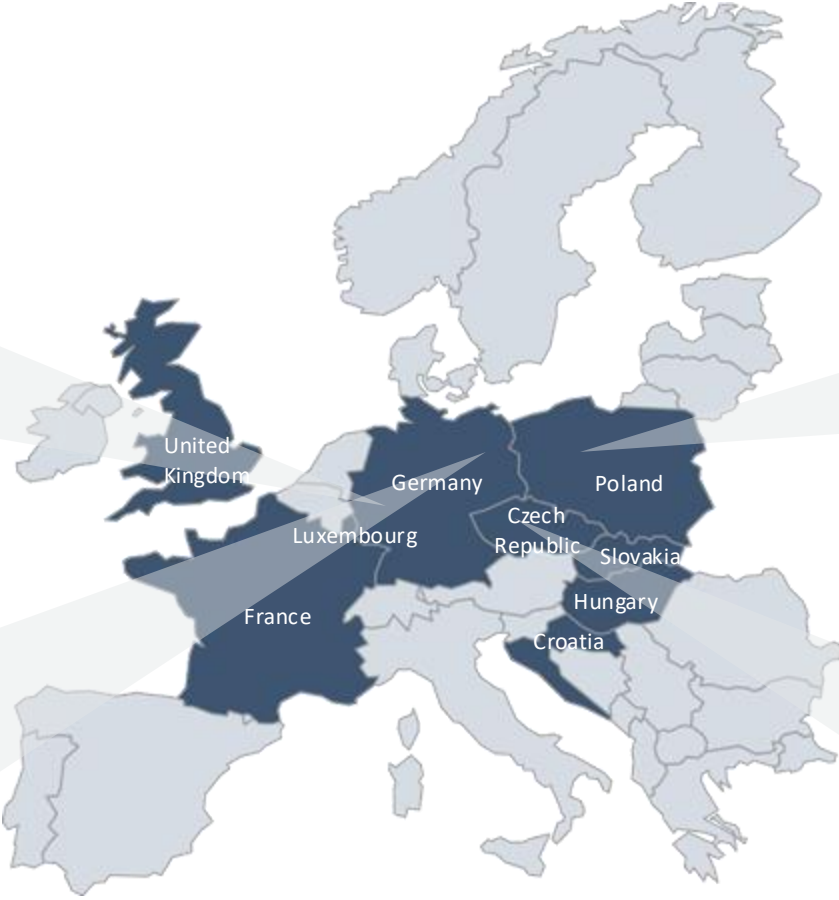 United
Kingdom
Germany
Poland
Czech
Republic
Luxembourg
Slovakia
Hungary
France
Croatia